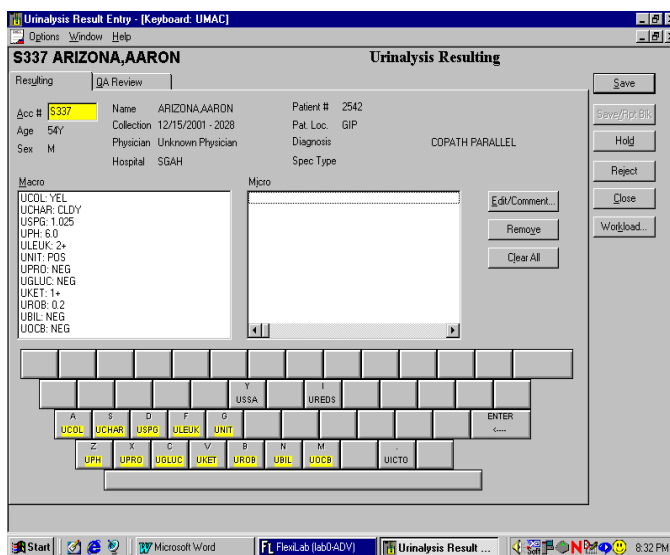 Urinalysis Result Entry - [Keyboard: UMAC]
Options Window Help
S337 ARIZONA,AARON Urinalysis Resulting
Resulting QA Review
Acc # S337
Age 54Y
Sex M
Name ARIZONA,AARON
Collection 12/15/2001 - 2028
Physician Unknown Physician
Hospital SGAH
Patient # 2542
Pat. Loc. GIP
Diagnosis COPATH PARALLEL
Spec Type
Save
Save/Rpt Blk
Hold
Reject
Close
Workload...
Macro
UCOL: YEL
UCHAR: CLDY
USPG: 1.025
UPH: 6.0
ULEUK: 2+
UNIT: POS
UPRO: NEG
UGLUC: NEG
UKET: 1+
UROB: 0.2
UBIL: NEG
UOCB: NEG
Micro
Edit/Comment...
Remove
Clear All
Y I
USSA UREDS
A S D F G ENTER
UCOL UCHAR USPG ULEUK UNIT <----
Z X C V B N M .
UPH UPRO UGLUC UKET UROB UBIL UOCB UICTO
Start Microsoft Word FL FlexiLab (lab0-ADV) Urinalysis Result ... 8:32 PM